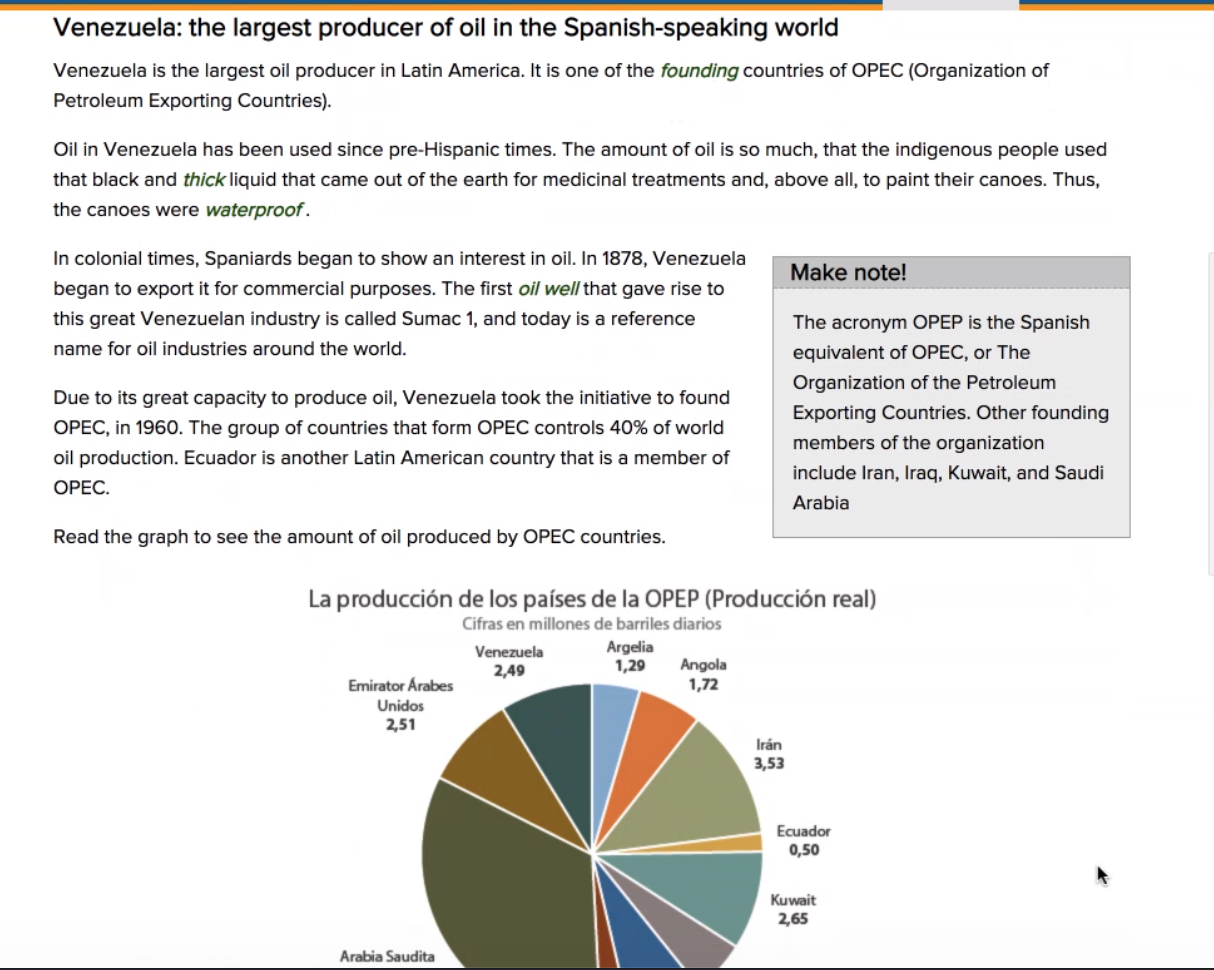 Venezuela: the largest producer of oil in the Spanish-speaking world
Venezuela is the largest oil producer in Latin America. It is one of the founding countries of OPEC (Organization of
Petroleum Exporting Countries).
Oil in Venezuela has been used since pre-Hispanic times. The amount of oil is so much, that the indigenous people used
that black and thick liquid that came out of the earth for medicinal treatments and, above all, to paint their canoes. Thus,
the canoes were waterproof.
In colonial times, Spaniards began to show an interest in oil. In 1878, Venezuela
began to export it for commercial purposes. The first oil well that gave rise to
this great Venezuelan industry is called Sumac 1, and today is a reference
name for oil industries around the world.
Due to its great capacity to produce oil, Venezuela took the initiative to found
OPEC, in 1960. The group of countries that form OPEC controls 40% of world
oil production. Ecuador is another Latin American country that is a member of
OPEC.
Read the graph to see the amount of oil produced by OPEC countries.
Make note!
The acronym OPEP is the Spanish
equivalent of OPEC, or The
Organization of the Petroleum
Exporting Countries. Other founding
members of the organization
include Iran, Iraq, Kuwait, and Saudi
Arabia
La producción de los países de la OPEP (Producción real)
Cifras en millones de barriles diarios
Venezuela
2,49
Argelia
1,29
Angola
1,72
Emirator Árabes
Unidos
2,51
Irán
3,53
Ecuador
0,50
Kuwait
2,65
Arabia Saudita